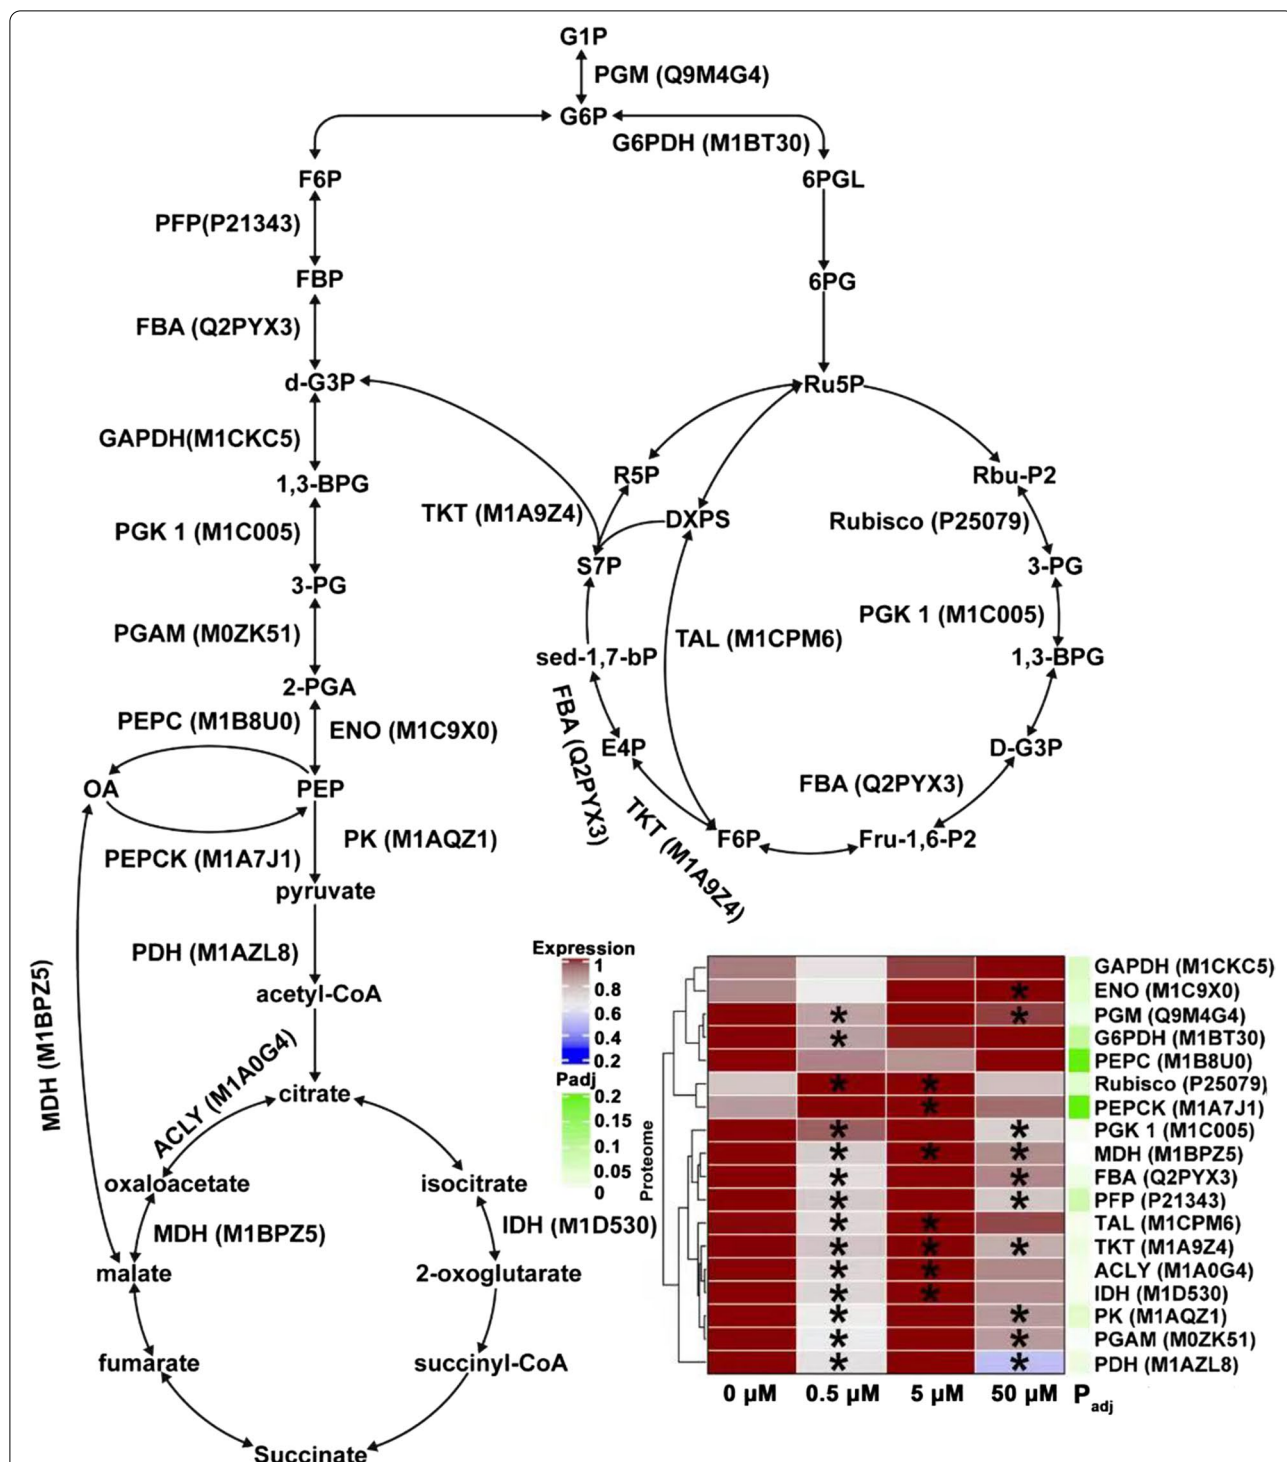 G1P
PGM (Q9M4G4)
G6P
G6PDH (M1BT30)
F6P
6PGL
PFP(P21343)
FBP
6PG
FBA (Q2PYX3)
d-G3P
Ru5P
GAPDH(M1CKC5)
R5P
Rbu-P2
1,3-BPG
TKT (M1A9Z4)
DXPS
Rubisco (P25079)
PGK 1 (M1C005)
S7P
3-PG
3-PG
PGK 1 (M1C005)
PGAM (M0ZK51)
TAL (M1CPM6)
sed-1,7-bP
1,3-BPG
2-PGA
PEPC (M1B8U0)
ENO (M1C9X0)
FBA (Q2PYX3)
E4P
D-G3P
OA
PEP
FBA (Q2PYX3)
TKT (M1A9Z4)
F6P
Fru-1,6-P2
PK (M1AQZ1)
PEPCK (M1A7J1)
pyruvate
PDH (M1AZL8)
acetyl-CoA
MDH (M1BPZ5)
ACLY (M1A0G4)
citrate
oxaloacetate
isocitrate
MDH (M1BPZ5)
IDH (M1D530)
malate
2-oxoglutarate
fumarate
succinyl-CoA
Succinate
Expression
1
0.8
0.6
0.4
0.2
Padj
0.2
0.15
0.1
0.05
0
Proteome
GAPDH (M1CKC5)
* ENO (M1C9X0)
* * PGM (Q9M4G4)
* G6PDH (M1BT30)
PEPC (M1B8U0)
* * Rubisco (P25079)
* PEPCK (M1A7J1)
* * PGK 1 (M1C005)
* * * MDH (M1BPZ5)
* * FBA (Q2PYX3)
* * PFP (P21343)
* * TAL (M1CPM6)
* * * TKT (M1A9Z4)
* * ACLY (M1A0G4)
* * IDH (M1D530)
* * PK (M1AQZ1)
* * PGAM (M0ZK51)
* * PDH (M1AZL8)
0 µM 0.5 µM 5 µM 50 µM Padj